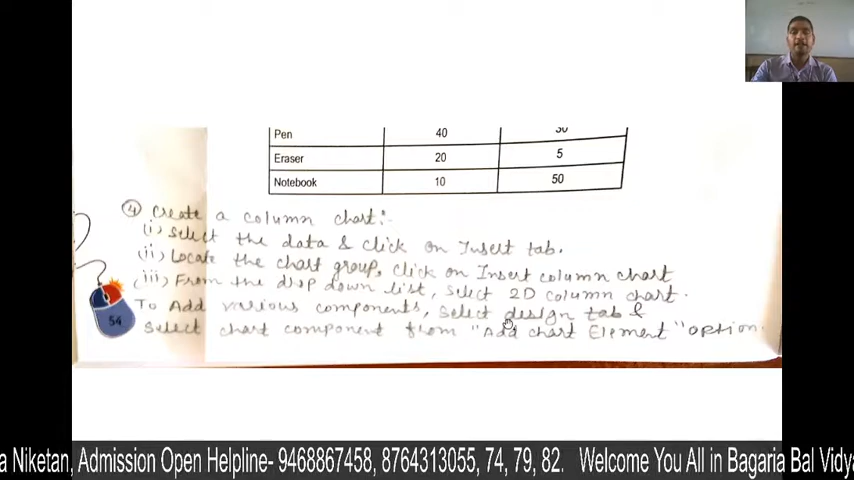 Pen 40 30
Eraser 20 5
Notebook 10 50
④ Create a column chart:-
(i) Select the data & click on Insert tab.
(ii) Locate the chart group, click on Insert column chart
(iii) From the drop down list, select 2D column chart.
To Add various components, select design tab &
select chart component from "Add chart Element" option.
54
a Niketan, Admission Open Helpline- 9468867458, 8764313055, 74, 79, 82. Welcome You All in Bagaria Bal Vidya